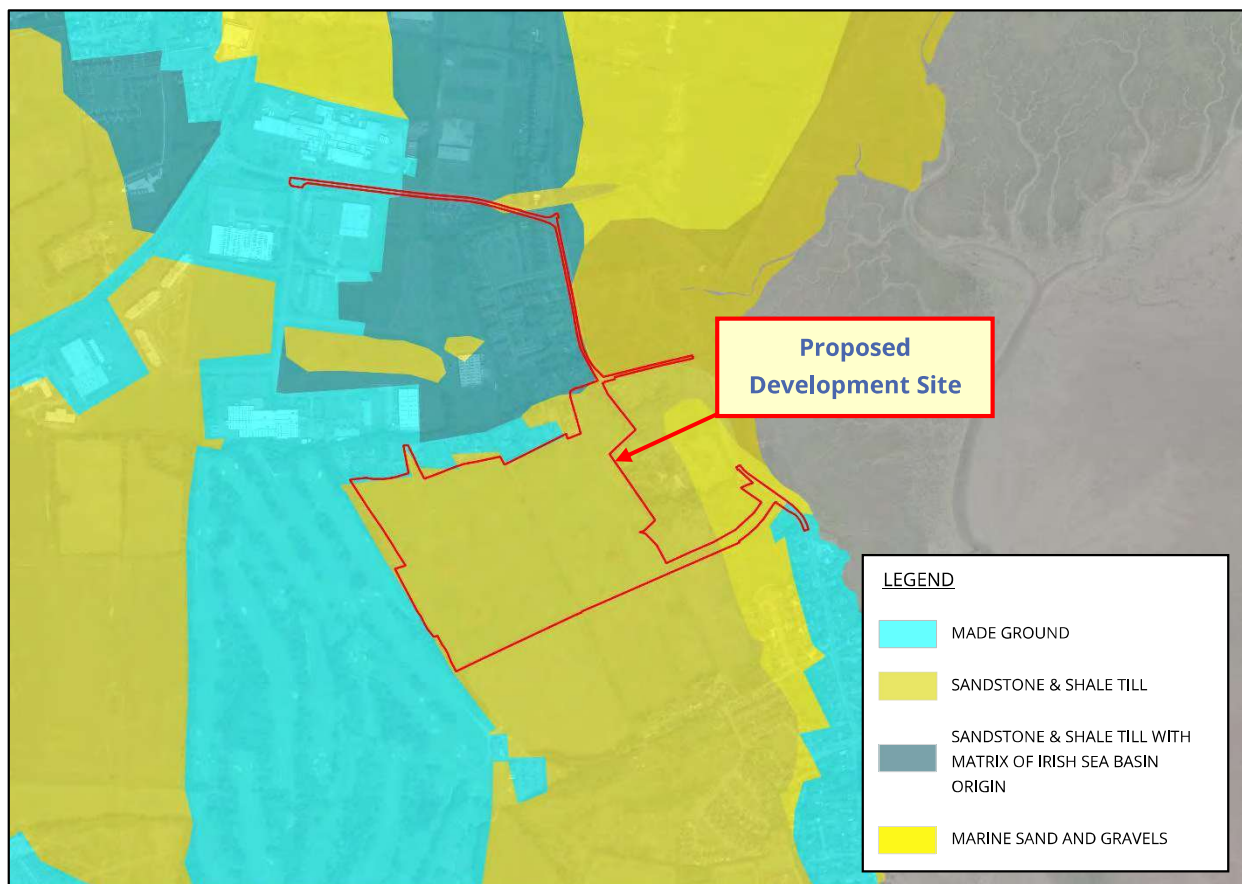 Proposed
Development Site
LEGEND
MADE GROUND
SANDSTONE & SHALE TILL
SANDSTONE & SHALE TILL WITH
MATRIX OF IRISH SEA BASIN
ORIGIN
MARINE SAND AND GRAVELS